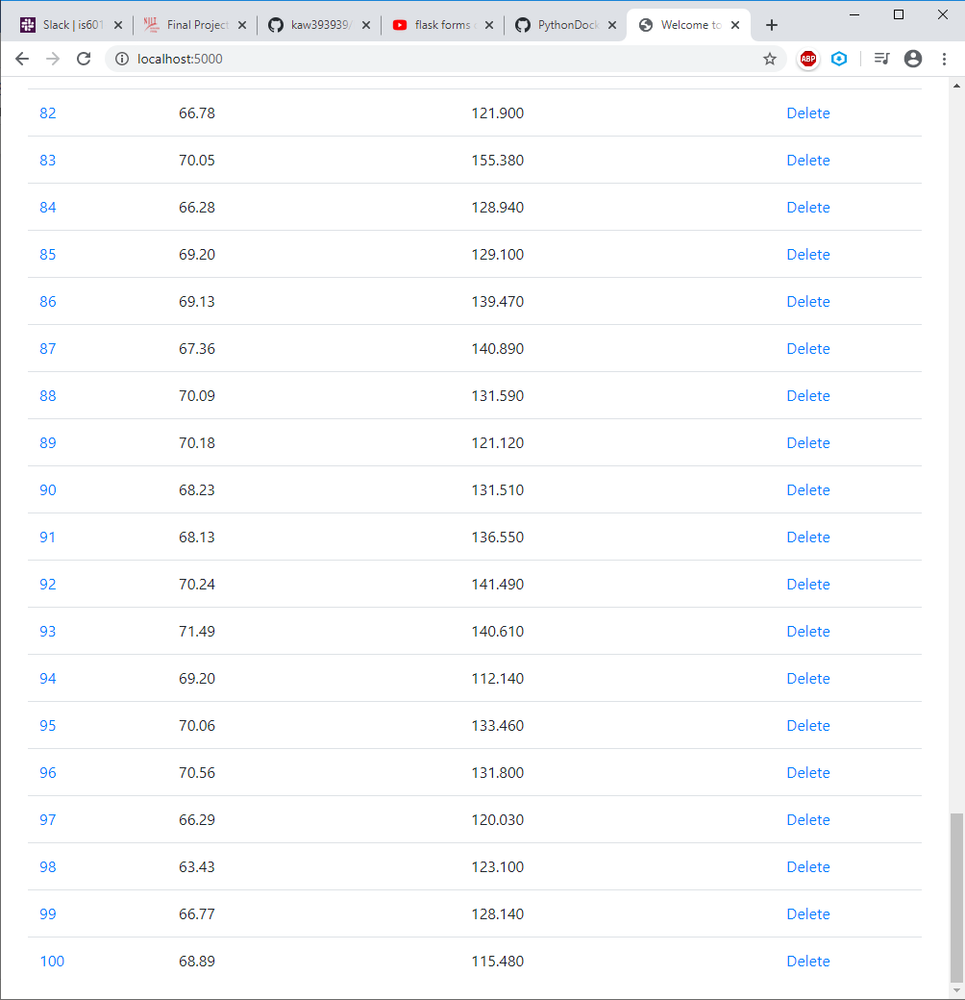 Slack | is601 Final Project kaw393939/ flask forms PythonDock Welcome to
localhost:5000 ABP
82 66.78 121.900 Delete
83 70.05 155.380 Delete
84 66.28 128.940 Delete
85 69.20 129.100 Delete
86 69.13 139.470 Delete
87 67.36 140.890 Delete
88 70.09 131.590 Delete
89 70.18 121.120 Delete
90 68.23 131.510 Delete
91 68.13 136.550 Delete
92 70.24 141.490 Delete
93 71.49 140.610 Delete
94 69.20 112.140 Delete
95 70.06 133.460 Delete
96 70.56 131.800 Delete
97 66.29 120.030 Delete
98 63.43 123.100 Delete
99 66.77 128.140 Delete
100 68.89 115.480 Delete